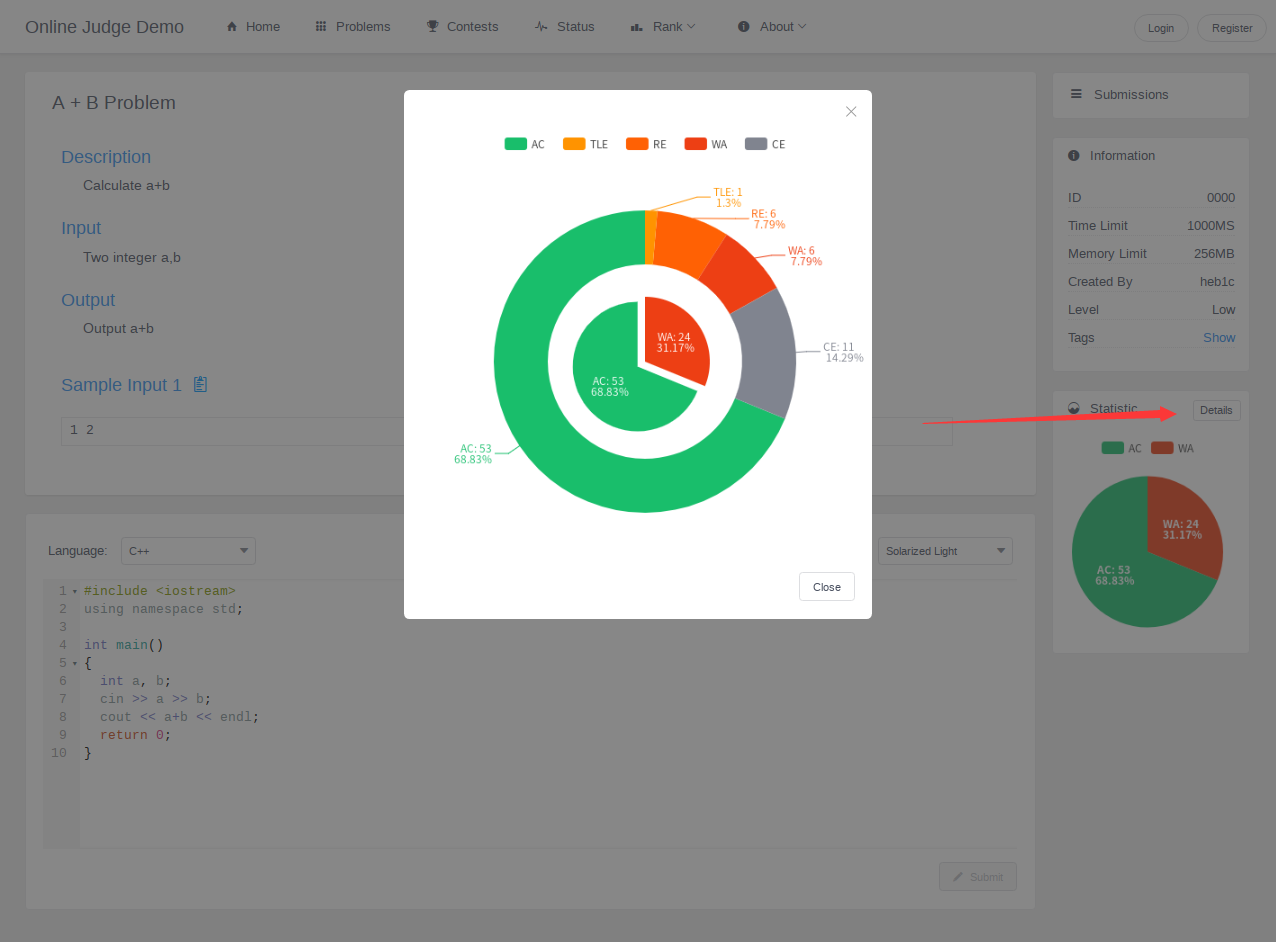 Online Judge Demo Home Problems Contests Status Rank About Login Register
A + B Problem
Description
Calculate a+b
Input
Two integer a,b
Output
Output a+b
Sample Input 1
1 2
Language: C++ Solarized Light
1 #include <iostream>
2 using namespace std;
3
4 int main()
5 {
6 int a, b;
7 cin >> a >> b;
8 cout << a+b << endl;
9 return 0;
10 }
Submit
AC TLE RE WA CE
TLE: 1
1.3%
RE: 6
7.79%
WA: 6
7.79%
CE: 11
14.29%
AC: 53
68.83%
WA: 24
31.17%
AC: 53
68.83%
Close
Submissions
Information
ID 0000
Time Limit 1000MS
Memory Limit 256MB
Created By heb1c
Level Low
Tags Show
Statistic Details
AC WA
WA: 24
31.17%
AC: 53
68.83%